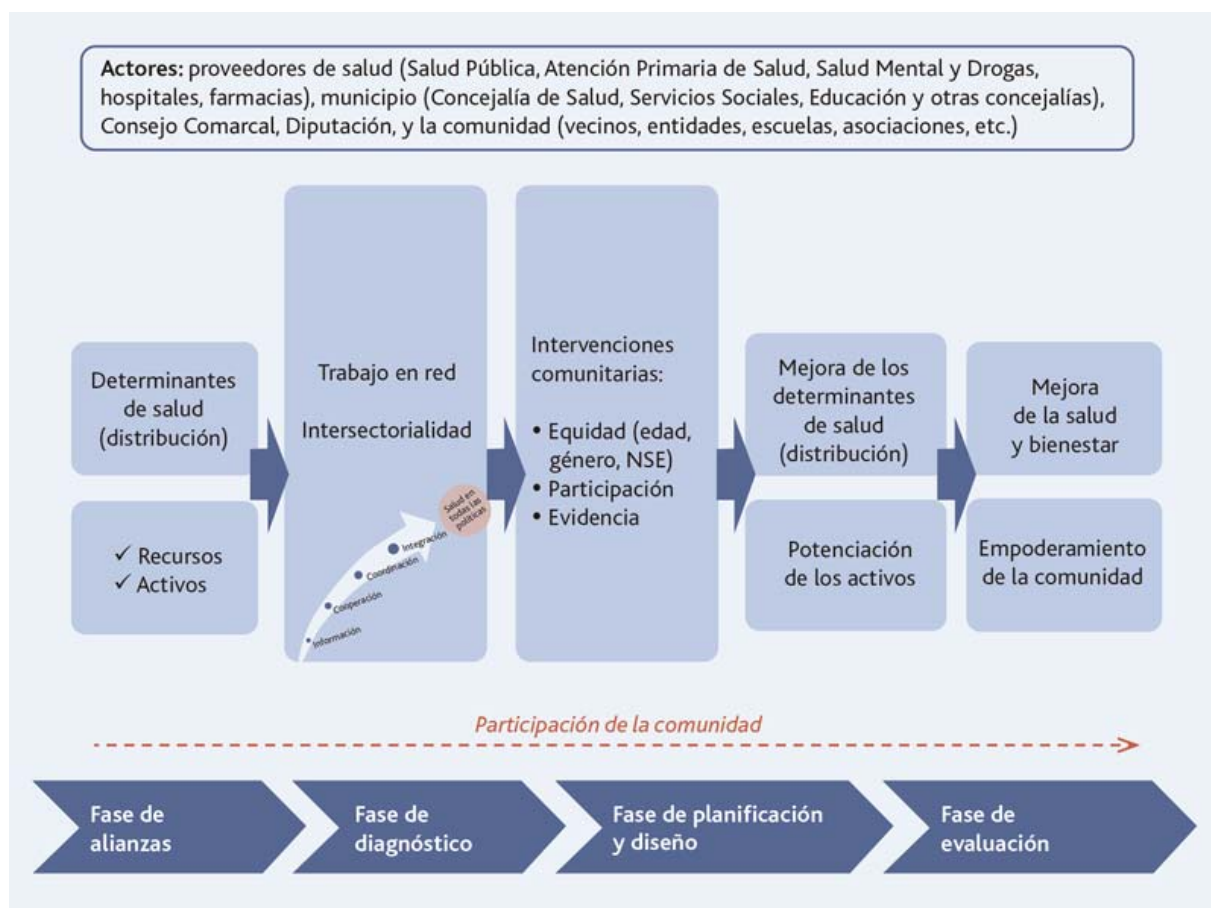 Actores: proveedores de salud (Salud Pública, Atención Primaria de Salud, Salud Mental y Drogas,
hospitales, farmacias), municipio (Concejalía de Salud, Servicios Sociales, Educación y otras concejalías),
Consejo Comarcal, Diputación, y la comunidad (vecinos, entidades, escuelas, asociaciones, etc.)
Determinantes
de salud
(distribución)
✓ Recursos
✓ Activos
Trabajo en red
Intersectorialidad
Salud en
todas las
políticas
Integración
Coordinación
Cooperación
Información
Intervenciones
comunitarias:
• Equidad (edad,
género, NSE)
• Participación
• Evidencia
Mejora de los
determinantes
de salud
(distribución)
Potenciación
de los activos
Mejora
de la salud
y bienestar
Empoderamiento
de la comunidad
Participación de la comunidad
Fase de
alianzas
Fase de
diagnóstico
Fase de planificación
y diseño
Fase de
evaluación